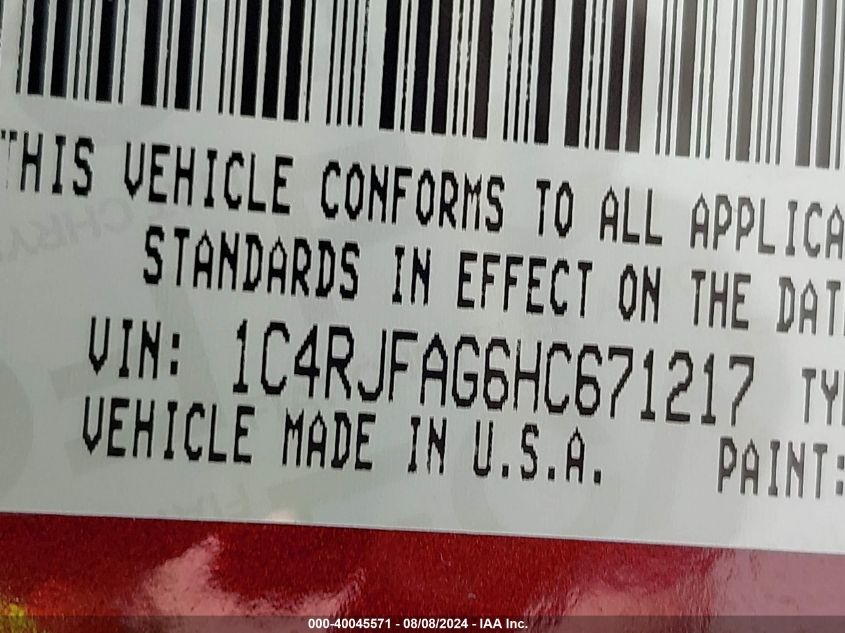 THIS VEHICLE CONFORMS TO ALL APPLICA
STANDARDS IN EFFECT ON THE DAT
VIN: 1C4RJFAG6HC671217 TY
VEHICLE MADE IN U.S.A. PAINT:
000-40045571 - 08/08/2024 - IAA Inc.